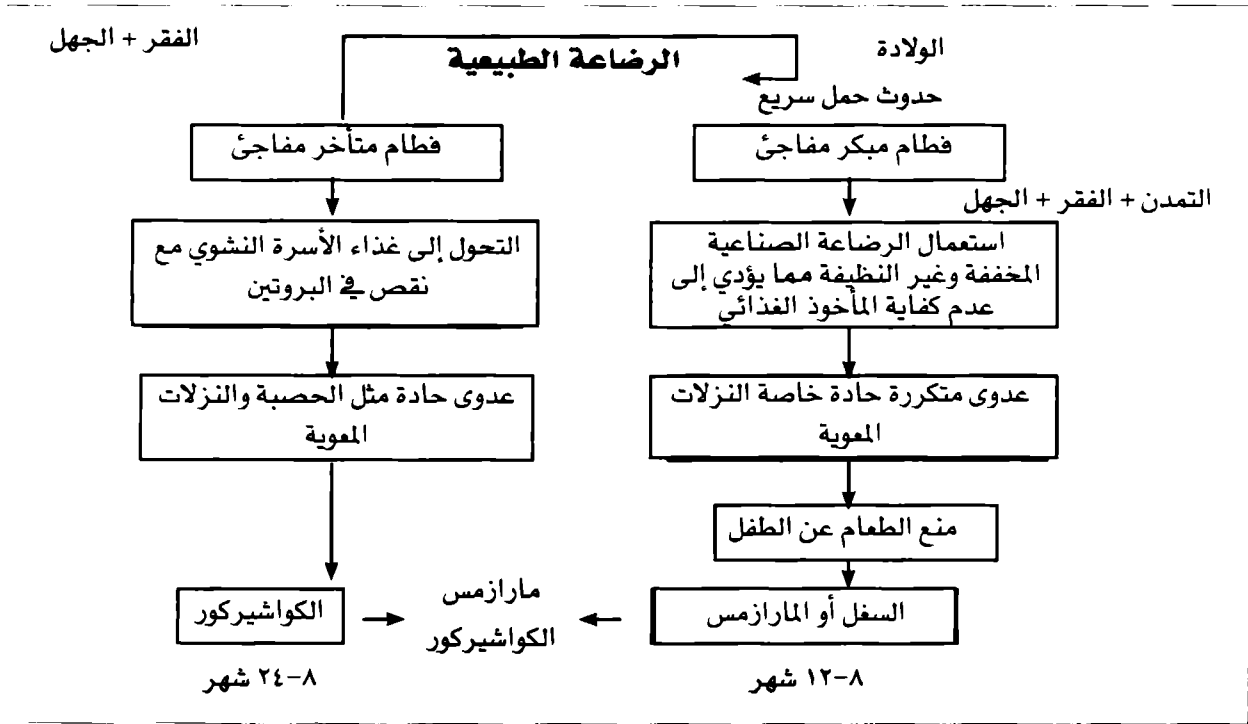 الفقر + الجهل
الرضاعة الطبيعية
الولادة
حدوث حمل سريع
فطام مبكر مفاجئ
فطام متأخر مفاجئ
التمدن + الفقر + الجهل
استعمال الرضاعة الصناعية
المخففة وغير النظيفة مما يؤدي إلى
عدم كفاية المأخوذ الغذائي
التحول إلى غذاء الأسرة النشوي مع
نقص في البروتين
عدوى متكررة حادة خاصة النزلات
المعوية
عدوى حادة مثل الحصبة والنزلات
المعوية
منع الطعام عن الطفل
السغل أو المارازمس
مارازمس
الكواشيركور
الكواشيركور
٨-١٢ شهر
٨-٢٤ شهر